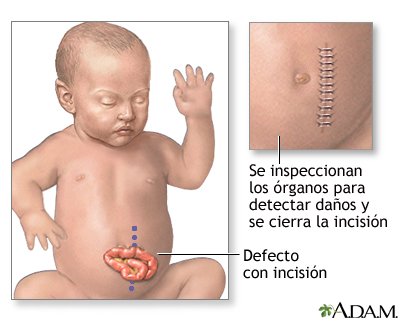 Se inspeccionan
los órganos para
detectar daños y
se cierra la incisión
Defecto
con incisión
A.D.A.M.